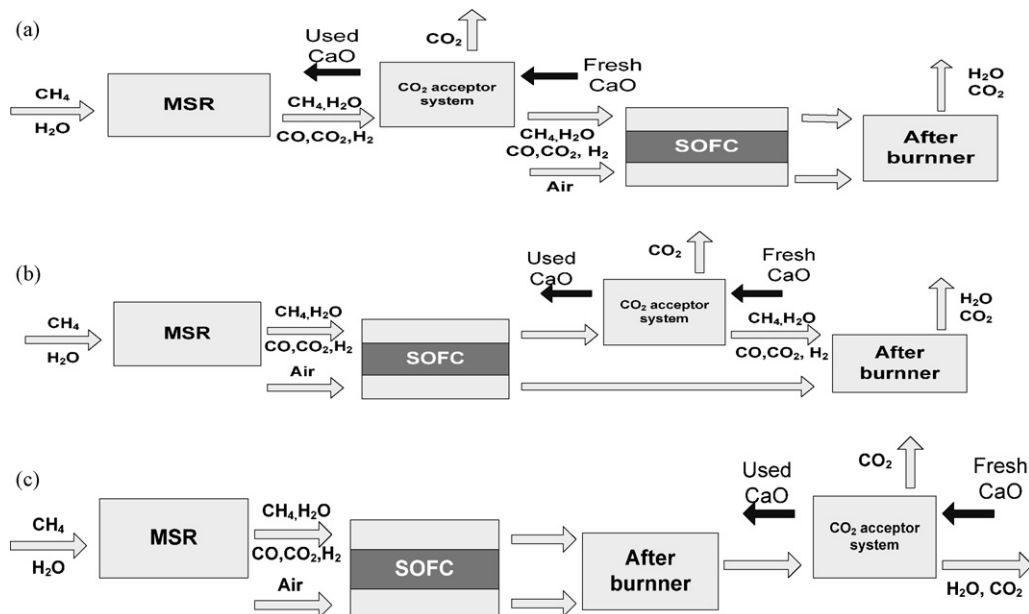 (a)
CH₄
H₂O
MSR
Used
CaO
CH₄,H₂O
CO,CO₂,H₂
CO₂
CO₂ acceptor
system
Fresh
CaO
CH₄,H₂O
CO,CO₂, H₂
Air
SOFC
After
burnner
H₂O
CO₂
(b)
CH₄
H₂O
MSR
CH₄,H₂O
CO,CO₂,H₂
Air
SOFC
Used
CaO
CO₂
CO₂ acceptor
system
Fresh
CaO
CH₄,H₂O
CO,CO₂, H₂
After
burnner
H₂O
CO₂
(c)
CH₄
H₂O
MSR
CH₄,H₂O
CO,CO₂,H₂
Air
SOFC
After
burnner
Used
CaO
CO₂
CO₂ acceptor
system
Fresh
CaO
H₂O, CO₂